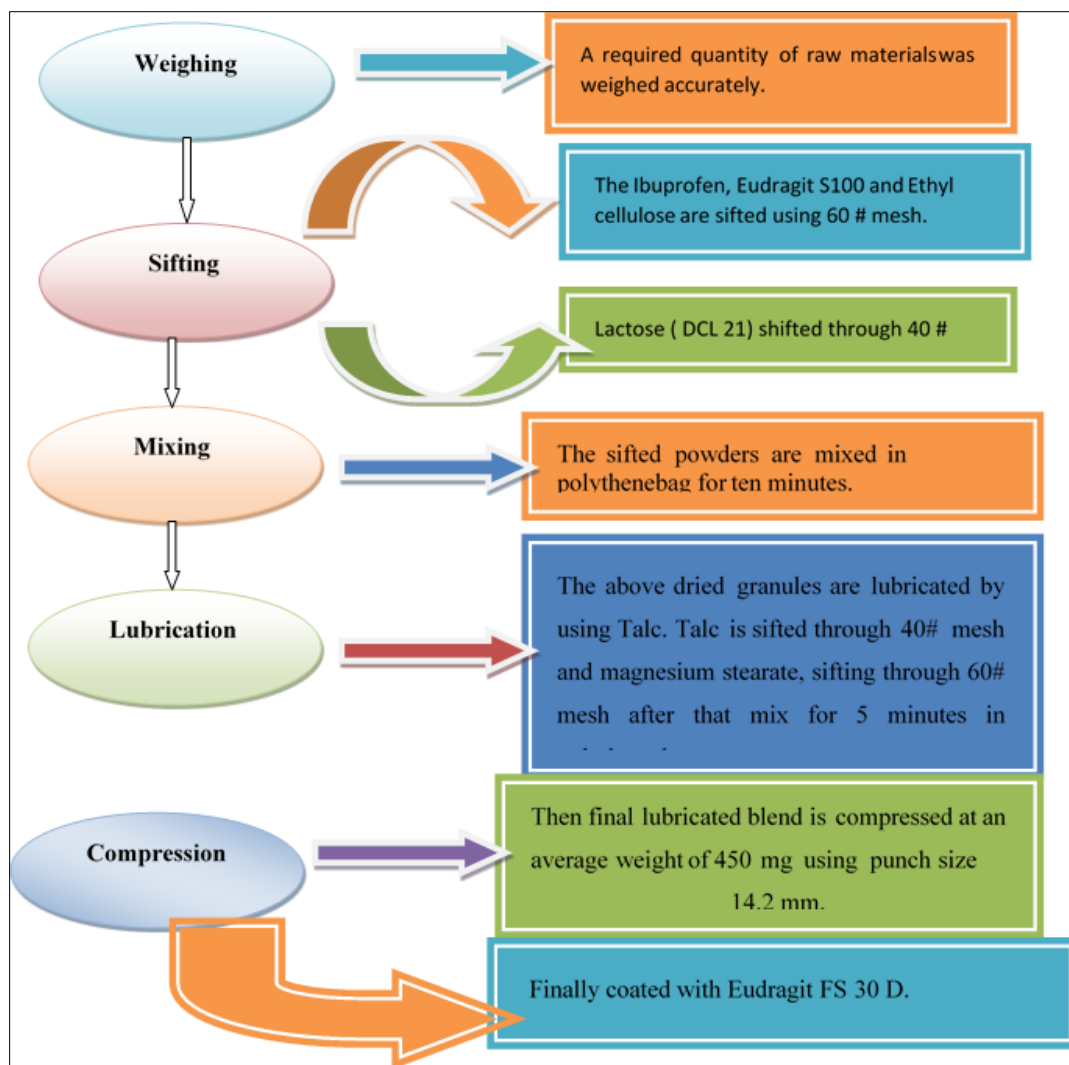 Weighing
A required quantity of raw materialswas
weighed accurately.
The Ibuprofen, Eudragit S100 and Ethyl
cellulose are sifted using 60 # mesh.
Sifting
Lactose ( DCL 21) shifted through 40 #
Mixing
The sifted powders are mixed in
polythenebag for ten minutes.
Lubrication
The above dried granules are lubricated by
using Talc. Talc is sifted through 40# mesh
and magnesium stearate, sifting through 60#
mesh after that mix for 5 minutes in
Compression
Then final lubricated blend is compressed at an
average weight of 450 mg using punch size
14.2 mm.
Finally coated with Eudragit FS 30 D.